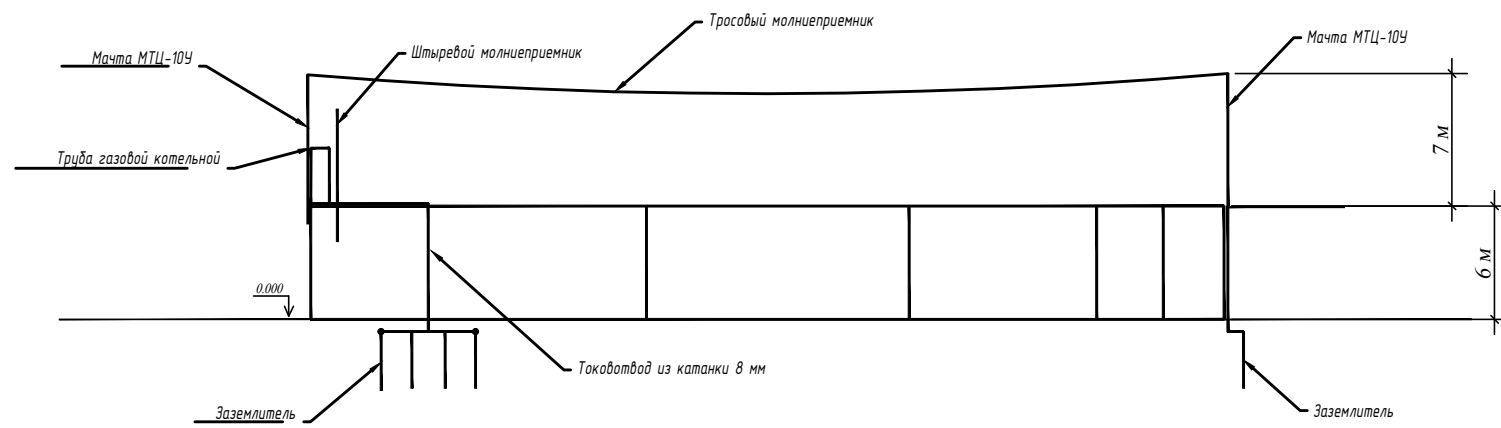 Тросовый молниеприемник
Мачта МТЦ-10У
Штыревой молниеприемник
Мачта МТЦ-10У
Труба газовой котельной
7 м
6 м
0.000
Токовотвод из катанки 8 мм
Заземлитель
Заземлитель